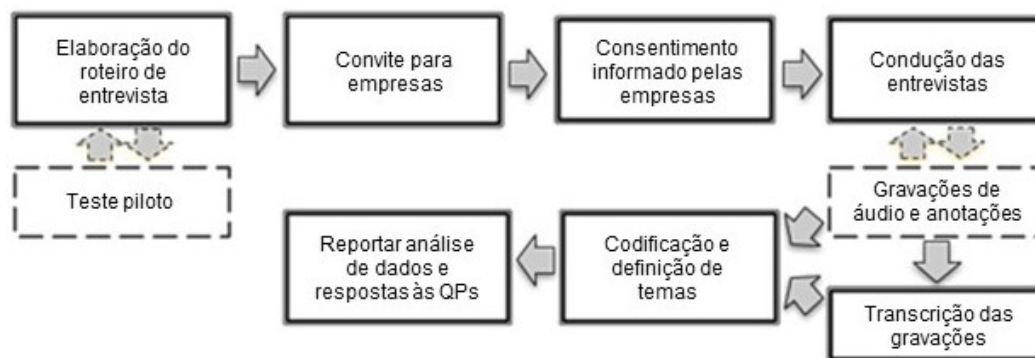 Elaboração do
roteiro de
entrevista
Convite para
empresas
Consentimento
informado pelas
empresas
Condução das
entrevistas
Teste piloto
Gravações de
áudio e anotações
Reportar análise
de dados e
respostas às QPs
Codificação e
definição de
temas
Transcrição das
gravações